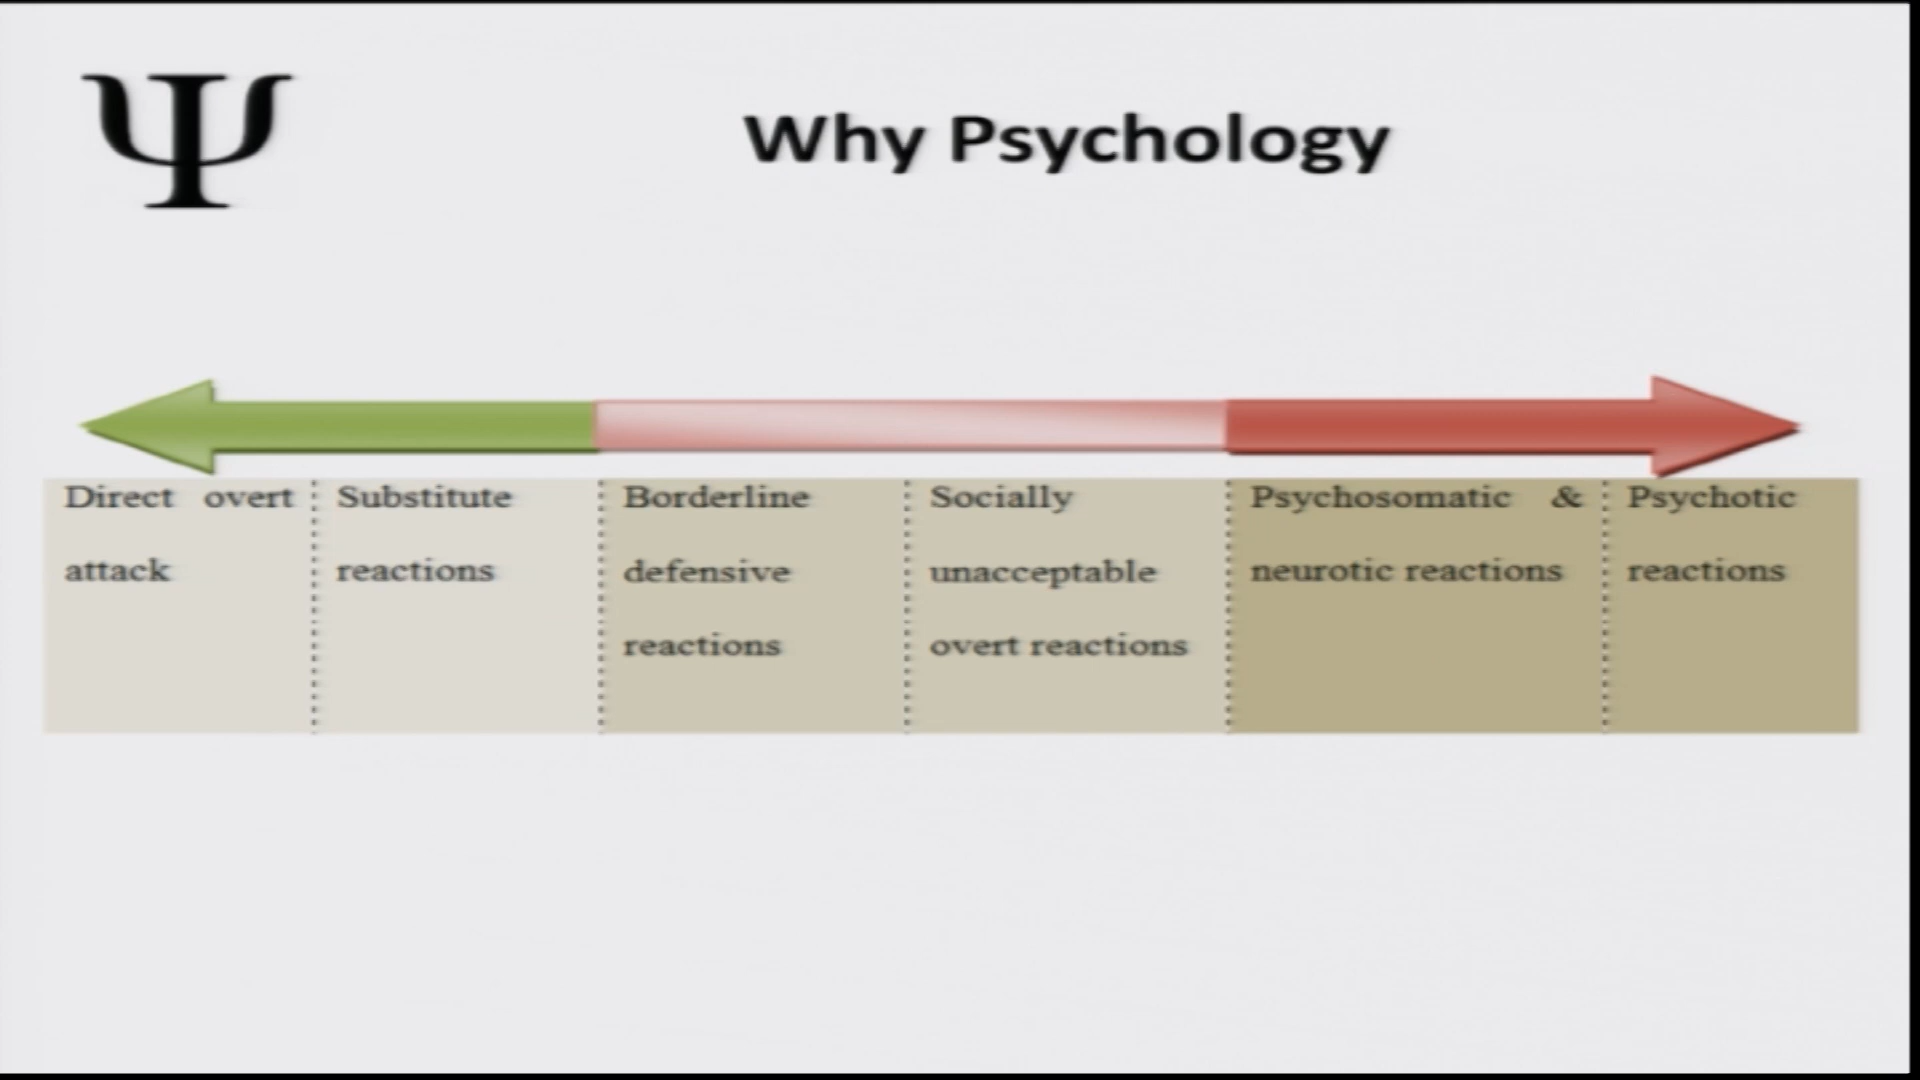 Ψ
Why Psychology
Direct overt
attack
Substitute
reactions
Borderline
defensive
reactions
Socially
unacceptable
overt reactions
Psychosomatic &
neurotic reactions
Psychotic
reactions